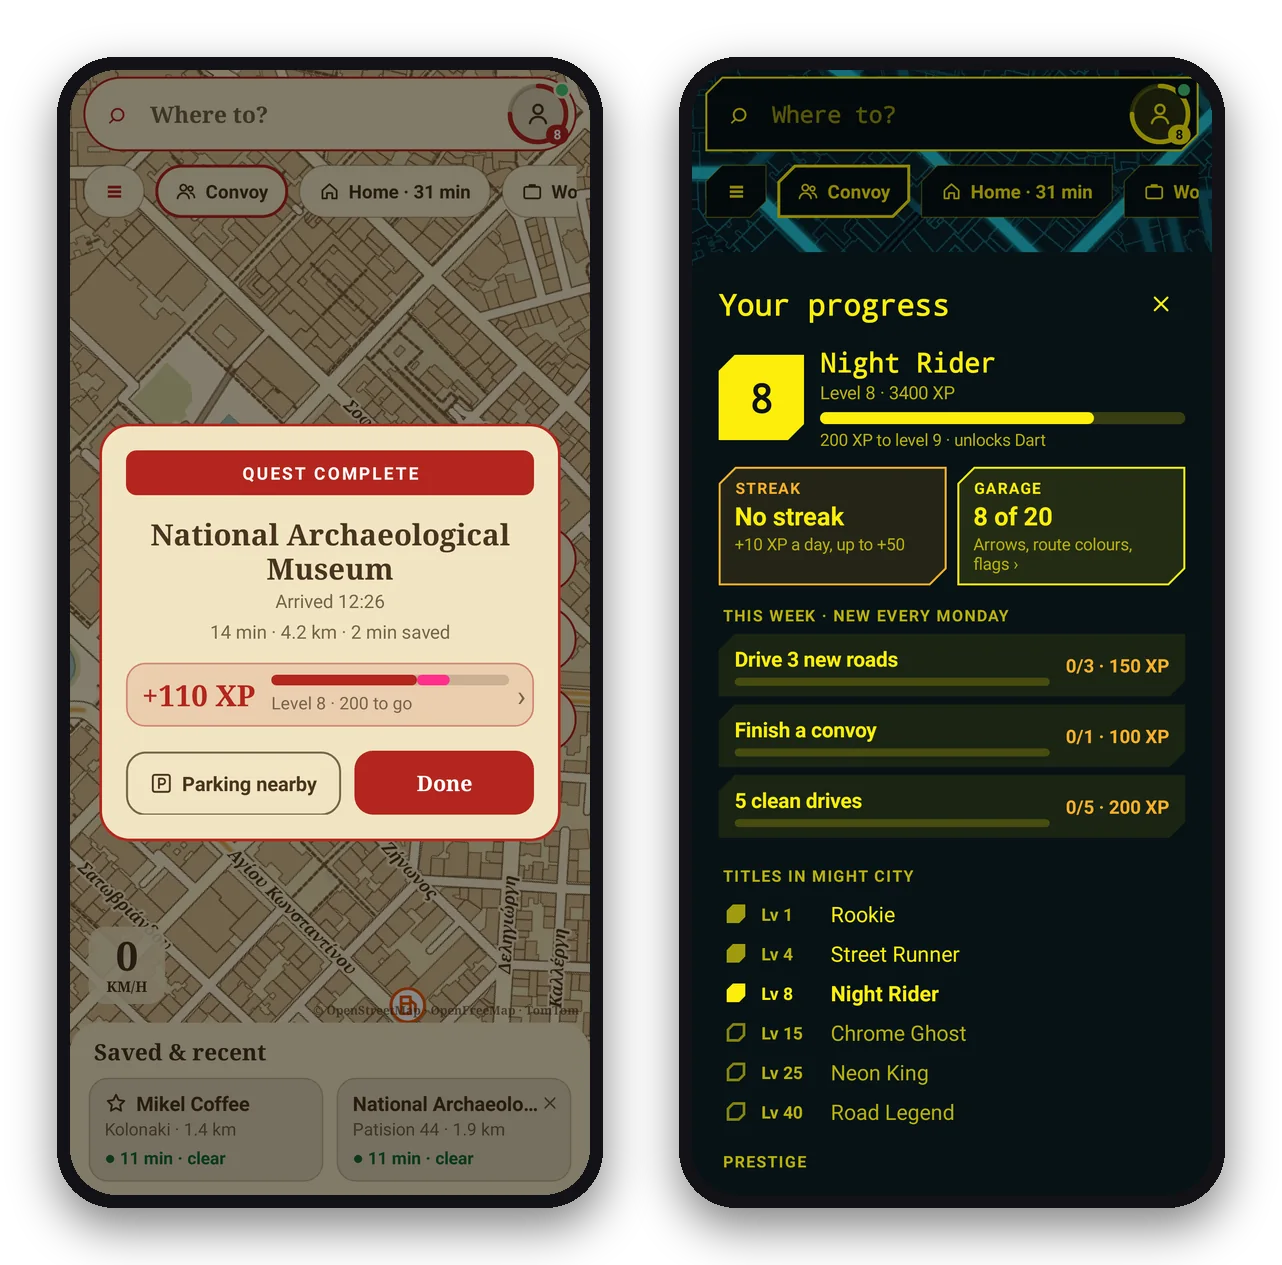 Where to?
8
Convoy
Home · 31 min
Wo
QUEST COMPLETE
National Archaeological
Museum
Arrived 12:26
14 min · 4.2 km · 2 min saved
+110 XP
Level 8 · 200 to go
P
Parking nearby
Done
Αγίου Κωνσταντίνου
Ζήνωνος
Δεληγιώργη
Καλλέργη
0
KM/H
© OpenStreetMap · OpenFreeMap · TomTom
Saved & recent
Mikel Coffee
Kolonaki · 1.4 km
● 11 min · clear
National Archaeolo...
Patision 44 · 1.9 km
● 11 min · clear
Where to?
8
Convoy
Home · 31 min
Wo
Your progress
8
Night Rider
Level 8 · 3400 XP
200 XP to level 9 · unlocks Dart
STREAK
No streak
+10 XP a day, up to +50
GARAGE
8 of 20
Arrows, route colours,
flags ›
THIS WEEK · NEW EVERY MONDAY
Drive 3 new roads
0/3 · 150 XP
Finish a convoy
0/1 · 100 XP
5 clean drives
0/5 · 200 XP
TITLES IN MIGHT CITY
Lv 1 Rookie
Lv 4 Street Runner
Lv 8 Night Rider
Lv 15 Chrome Ghost
Lv 25 Neon King
Lv 40 Road Legend
PRESTIGE